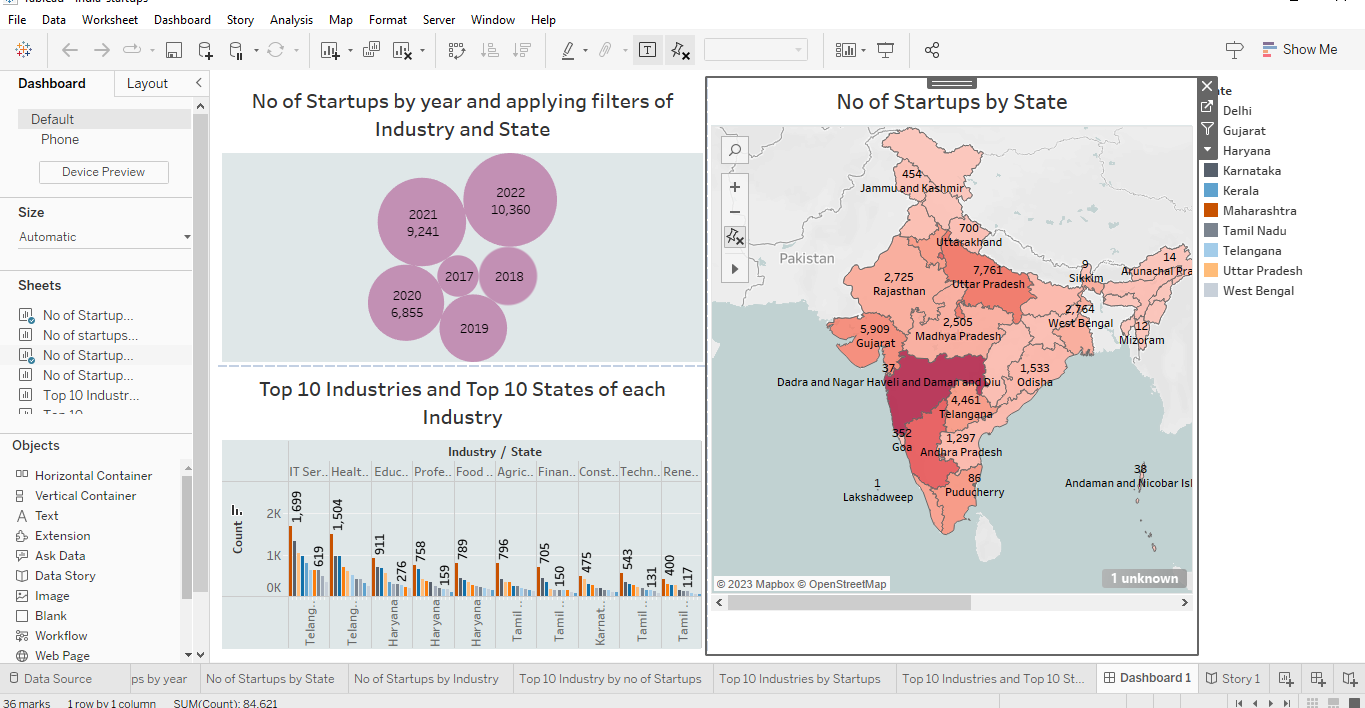 File Data Worksheet Dashboard Story Analysis Map Format Server Window Help
Show Me
Dashboard Layout
Default
Phone
Device Preview
Size
Automatic
Sheets
No of Startup...
No of startups...
No of Startup...
No of Startup...
Top 10 Industr...
Objects
Horizontal Container
Vertical Container
Text
Extension
Ask Data
Data Story
Image
Blank
Workflow
Web Page
No of Startups by year and applying filters of
Industry and State
2022
10,360
2021
9,241
2017
2018
2020
6,855
2019
Top 10 Industries and Top 10 States of each
Industry
Industry / State
IT Ser.. Healt.. Educ.. Profe.. Food .. Agric.. Finan.. Const.. Techn.. Rene..
Count
2K
1K
0K
1,699
619
1,504
911
276
758
159
789
796
705
150
475
543
131
400
117
Telang..
Telang..
Haryana
Haryana
Haryana
Tamil ..
Tamil ..
Karnat..
Tamil ..
Tamil ..
No of Startups by State
454
Jammu and Kashmir
700
Uttarakhand
Pakistan
2,725
Rajasthan
7,761
Uttar Pradesh
9
Sikkim
14
Arunachal Pra
5,909
Gujarat
2,505
Madhya Pradesh
2,764
West Bengal
12
Mizoram
37
Dadra and Nagar Haveli and Daman and Diu
1,533
Odisha
4,461
Telangana
352
Goa
1,297
Andhra Pradesh
1
Lakshadweep
86
Puducherry
38
Andaman and Nicobar Isl
© 2023 Mapbox © OpenStreetMap
1 unknown
Delhi
Gujarat
Haryana
Karnataka
Kerala
Maharashtra
Tamil Nadu
Telangana
Uttar Pradesh
West Bengal
Data Source
ps by year
No of Startups by State
No of Startups by Industry
Top 10 Industry by no of Startups
Top 10 Industries by Startups
Top 10 Industries and Top 10 St...
Dashboard 1
Story 1
36 marks 1 row by 1 column SUM(Count): 84,621